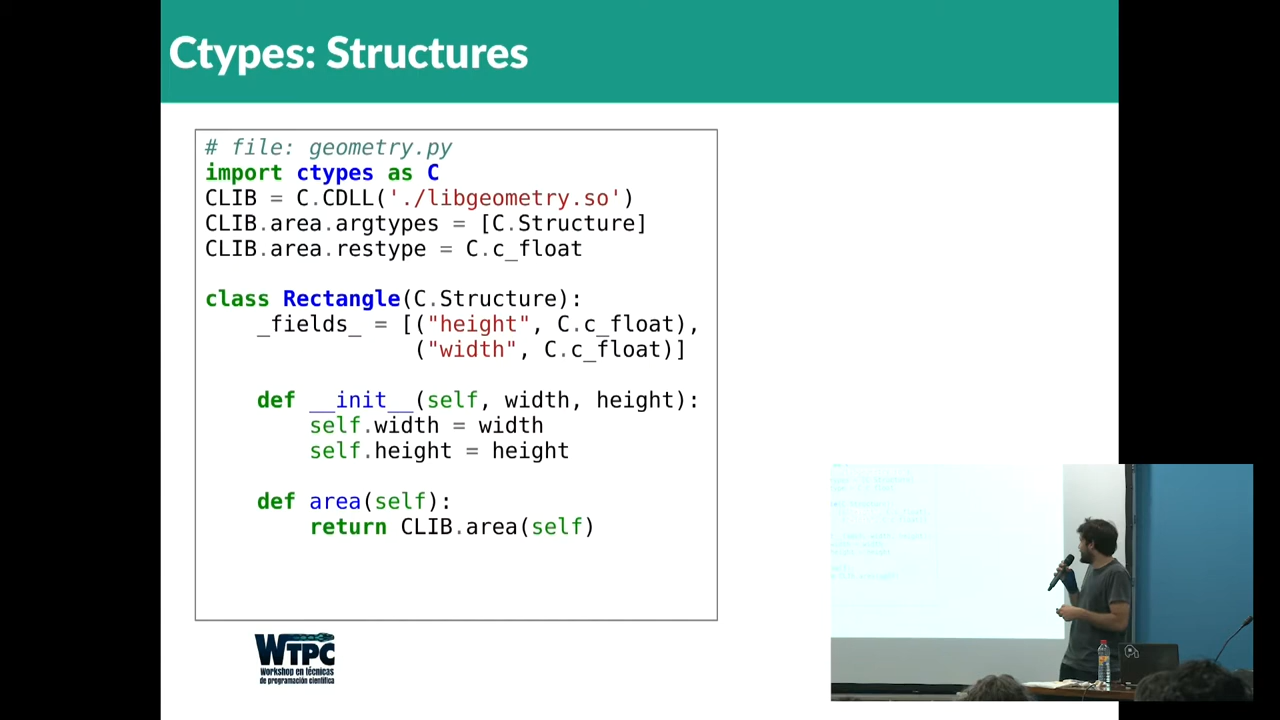 Ctypes: Structures
# file: geometry.py
import ctypes as C
CLIB = C.CDLL('./libgeometry.so')
CLIB.area.argtypes = [C.Structure]
CLIB.area.restype = C.c_float
class Rectangle(C.Structure):
    _fields_ = [("height", C.c_float),
                ("width", C.c_float)]
    def __init__(self, width, height):
        self.width = width
        self.height = height
    def area(self):
        return CLIB.area(self)
WTPC
Workshop en técnicas
de programación científica